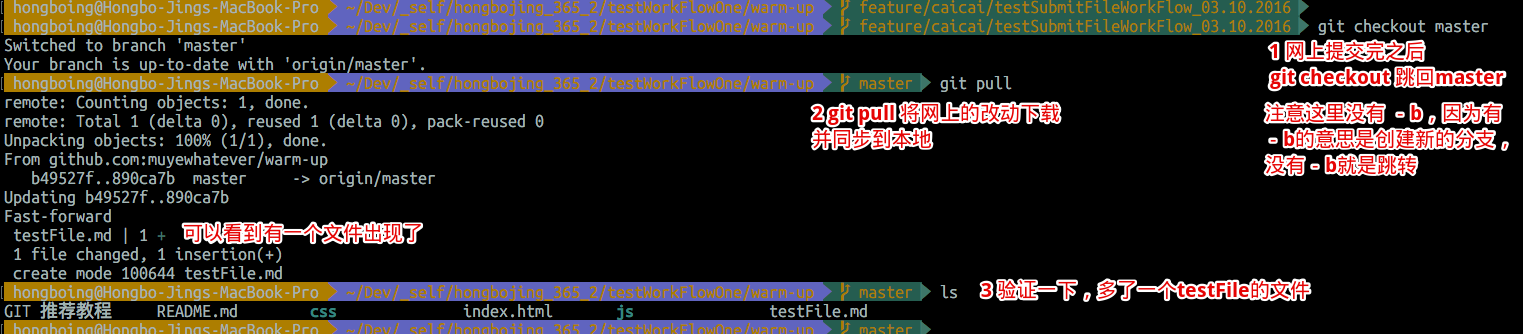 hongboing@Hongbo-Jings-MacBook-Pro ~/Dev/_self/hongbojing_365_2/testWorkFlowOne/warm-up feature/caicai/testSubmitFileWorkFlow_03.10.2016
hongboing@Hongbo-Jings-MacBook-Pro ~/Dev/_self/hongbojing_365_2/testWorkFlowOne/warm-up feature/caicai/testSubmitFileWorkFlow_03.10.2016 git checkout master
Switched to branch 'master'
Your branch is up-to-date with 'origin/master'.
1 网上提交完之后
git checkout 跳回master
hongboing@Hongbo-Jings-MacBook-Pro ~/Dev/_self/hongbojing_365_2/testWorkFlowOne/warm-up master git pull
remote: Counting objects: 1, done.
remote: Total 1 (delta 0), reused 1 (delta 0), pack-reused 0
Unpacking objects: 100% (1/1), done.
From github.com:muyewhatever/warm-up
b49527f..890ca7b master -> origin/master
2 git pull 将网上的改动下载
并同步到本地
注意这里没有 - b，因为有
- b的意思是创建新的分支，
没有 - b就是跳转
Updating b49527f..890ca7b
Fast-forward
testFile.md | 1 +
可以看到有一个文件出现了
1 file changed, 1 insertion(+)
create mode 100644 testFile.md
hongboing@Hongbo-Jings-MacBook-Pro ~/Dev/_self/hongbojing_365_2/testWorkFlowOne/warm-up master ls
3 验证一下，多了一个testFile的文件
GIT 推荐教程 README.md css index.html js testFile.md
hongboing@Hongbo-Jings-MacBook-Pro ~/Dev/_self/hongbojing_365_2/testWorkFlowOne/warm-up master